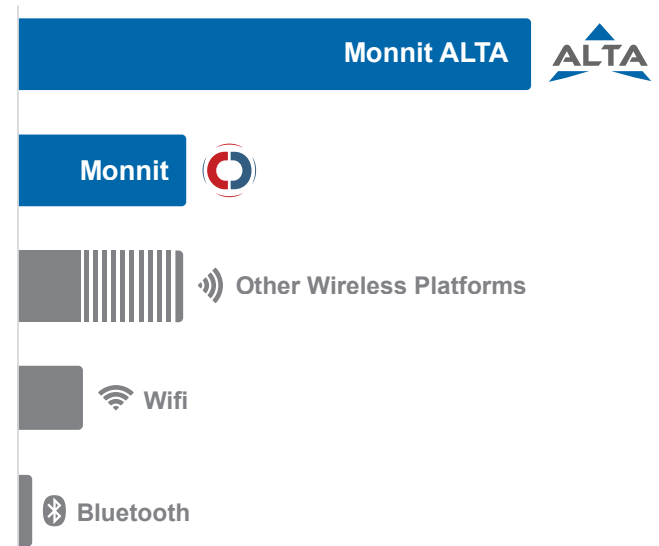 Monnit ALTA
ALTA
Monnit
Other Wireless Platforms
Wifi
Bluetooth